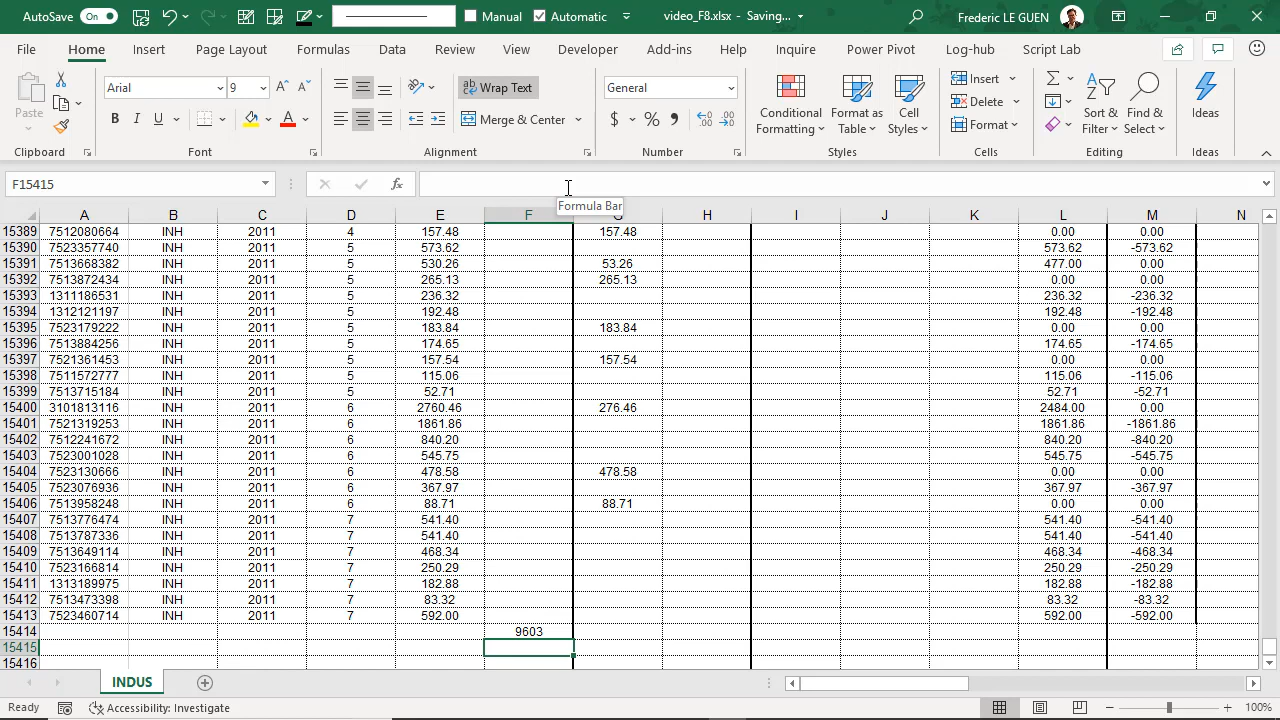 AutoSave On Manual Automatic video_F8.xlsx - Saving... Frederic LE GUEN
File Home Insert Page Layout Formulas Data Review View Developer Add-ins Help Inquire Power Pivot Log-hub Script Lab
Paste
Clipboard
Arial 9
B I U A
Font
ab Wrap Text
Merge & Center
Alignment
General
$ % , ←0 .00 .00 →0
Number
Conditional Formatting
Format as Table
Cell Styles
Styles
Insert
Delete
Format
Cells
Σ
Sort & Filter
Find & Select
Editing
Ideas
Ideas
F15415 fx
Formula Bar
A B C D E F G H I J K L M N
15389 7512080664 INH 2011 4 157.48 157.48 0.00 0.00
15390 7523357740 INH 2011 5 573.62 573.62 -573.62
15391 7513668382 INH 2011 5 530.26 53.26 477.00 0.00
15392 7513872434 INH 2011 5 265.13 265.13 0.00 0.00
15393 1311186531 INH 2011 5 236.32 236.32 -236.32
15394 1312121197 INH 2011 5 192.48 192.48 -192.48
15395 7523179222 INH 2011 5 183.84 183.84 0.00 0.00
15396 7513884256 INH 2011 5 174.65 174.65 -174.65
15397 7521361453 INH 2011 5 157.54 157.54 0.00 0.00
15398 7511572777 INH 2011 5 115.06 115.06 -115.06
15399 7513715184 INH 2011 5 52.71 52.71 -52.71
15400 3101813116 INH 2011 6 2760.46 276.46 2484.00 0.00
15401 7521319253 INH 2011 6 1861.86 1861.86 -1861.86
15402 7512241672 INH 2011 6 840.20 840.20 -840.20
15403 7523001028 INH 2011 6 545.75 545.75 -545.75
15404 7523130666 INH 2011 6 478.58 478.58 0.00 0.00
15405 7523076936 INH 2011 6 367.97 367.97 -367.97
15406 7513958248 INH 2011 6 88.71 88.71 0.00 0.00
15407 7513776474 INH 2011 7 541.40 541.40 -541.40
15408 7513787336 INH 2011 7 541.40 541.40 -541.40
15409 7513649114 INH 2011 7 468.34 468.34 -468.34
15410 7523166814 INH 2011 7 250.29 250.29 -250.29
15411 1313189975 INH 2011 7 182.88 182.88 -182.88
15412 7513473398 INH 2011 7 83.32 83.32 -83.32
15413 7523460714 INH 2011 7 592.00 592.00 -592.00
15414 9603
15415
15416
INDUS
Ready Accessibility: Investigate 100%